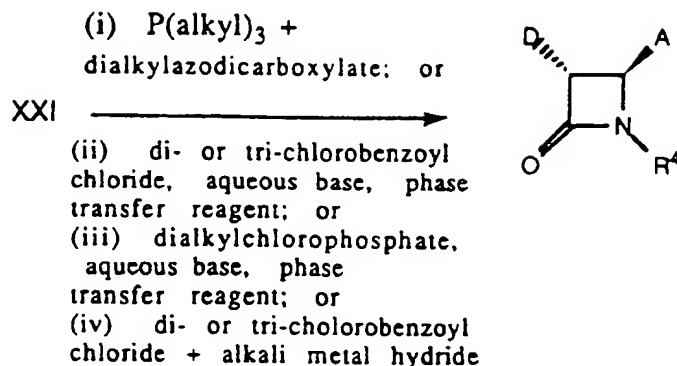 (i) P(alkyl)3 +
dialkylazodicarboxylate; or
XXI
(ii) di- or tri-chlorobenzoyl
chloride, aqueous base, phase
transfer reagent; or
(iii) dialkylchlorophosphate,
aqueous base, phase
transfer reagent; or
(iv) di- or tri-cholorobenzoyl
chloride + alkali metal hydride
D A
N
O R4